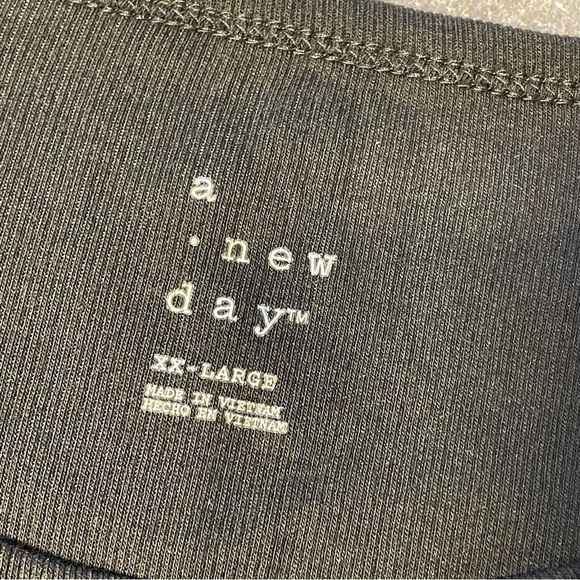 a
· new
day™
XX-LARGE
MADE IN VIETNAM
HECHO EN VIETNAM